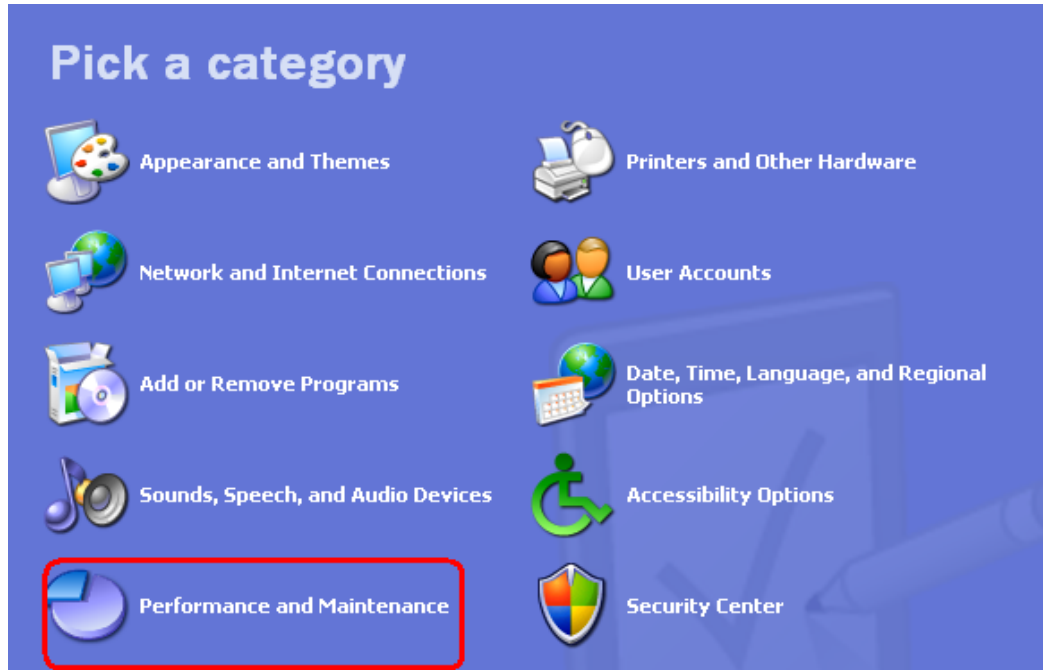 Pick a category
Appearance and Themes
Printers and Other Hardware
Network and Internet Connections
User Accounts
Add or Remove Programs
Date, Time, Language, and Regional
Options
Sounds, Speech, and Audio Devices
Accessibility Options
Performance and Maintenance
Security Center